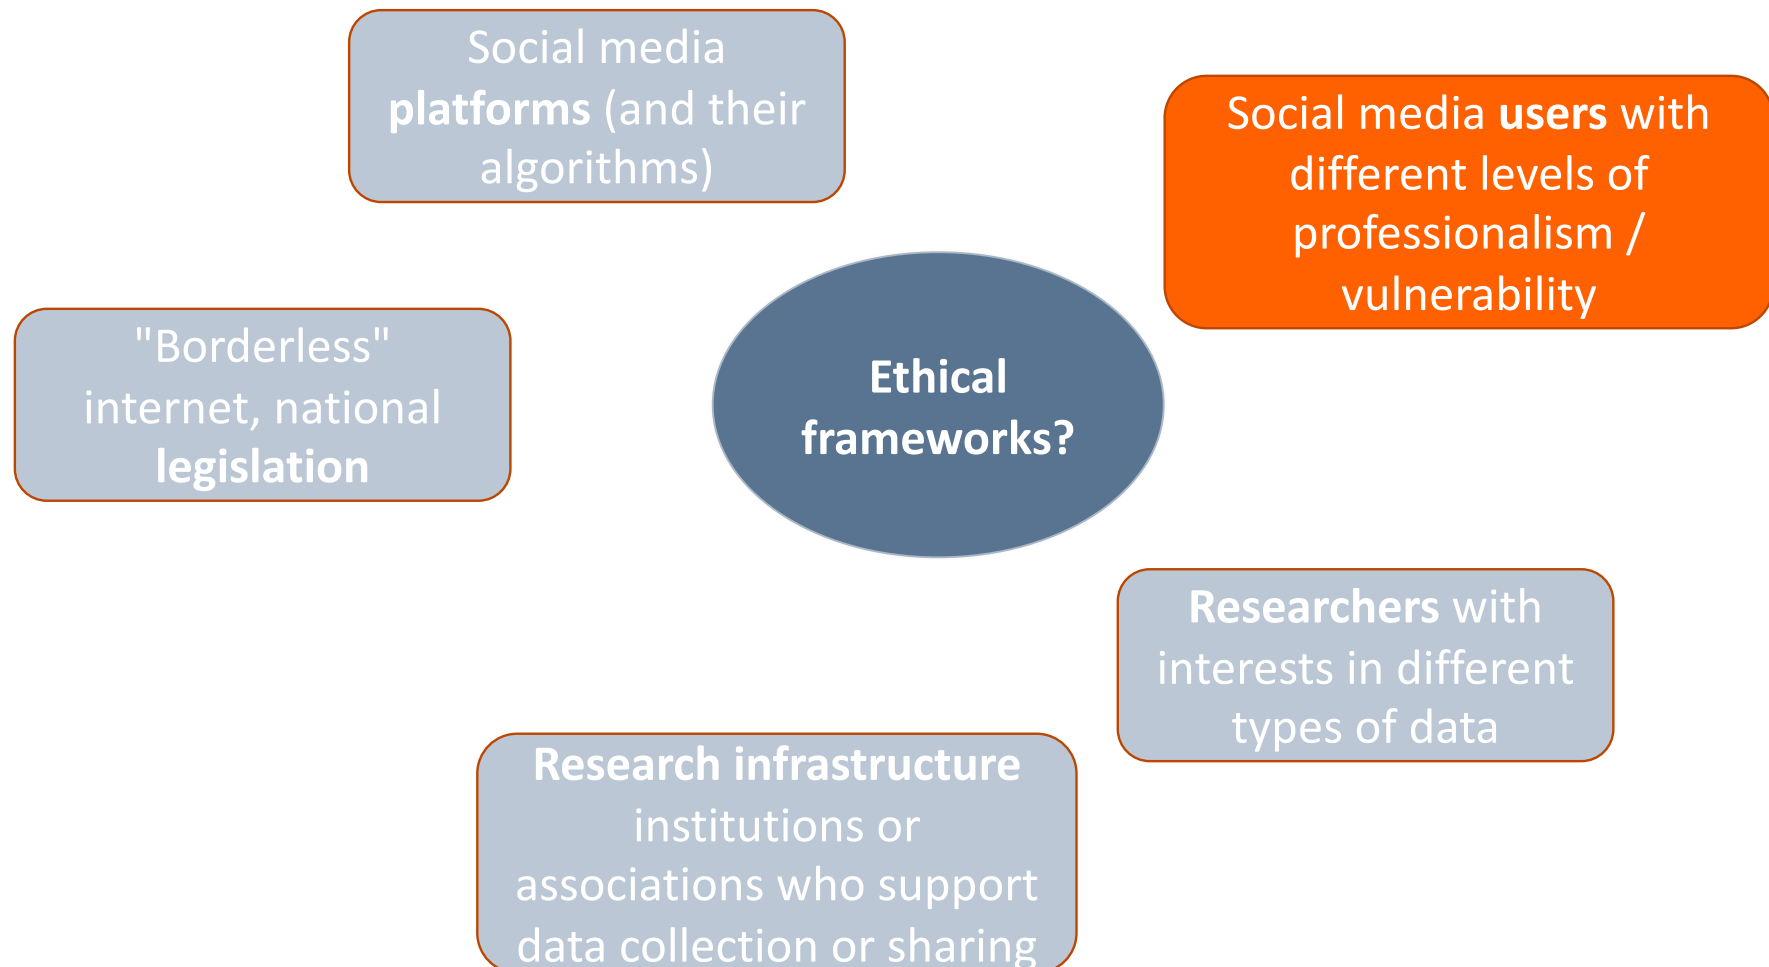 Social media
platforms (and their
algorithms)
Social media users with
different levels of
professionalism /
vulnerability
"Borderless"
internet, national
legislation
Ethical
frameworks?
Researchers with
interests in different
types of data
Research infrastructure
institutions or
associations who support
data collection or sharing